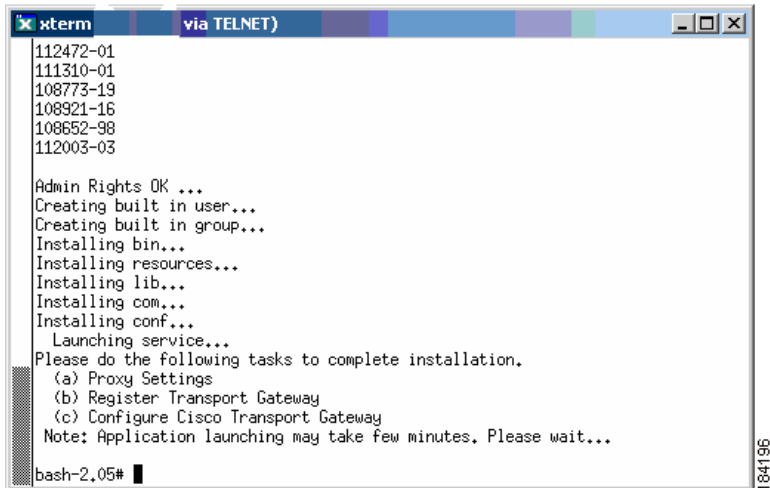 xterm via TELNET)
112472-01
111310-01
108773-19
108921-16
108652-98
112003-03
Admin Rights OK ...
Creating built in user...
Creating built in group...
Installing bin...
Installing resources...
Installing lib...
Installing com...
Installing conf...
Launching service...
Please do the following tasks to complete installation.
(a) Proxy Settings
(b) Register Transport Gateway
(c) Configure Cisco Transport Gateway
Note: Application launching may take few minutes. Please wait...
bash-2.05#
184196